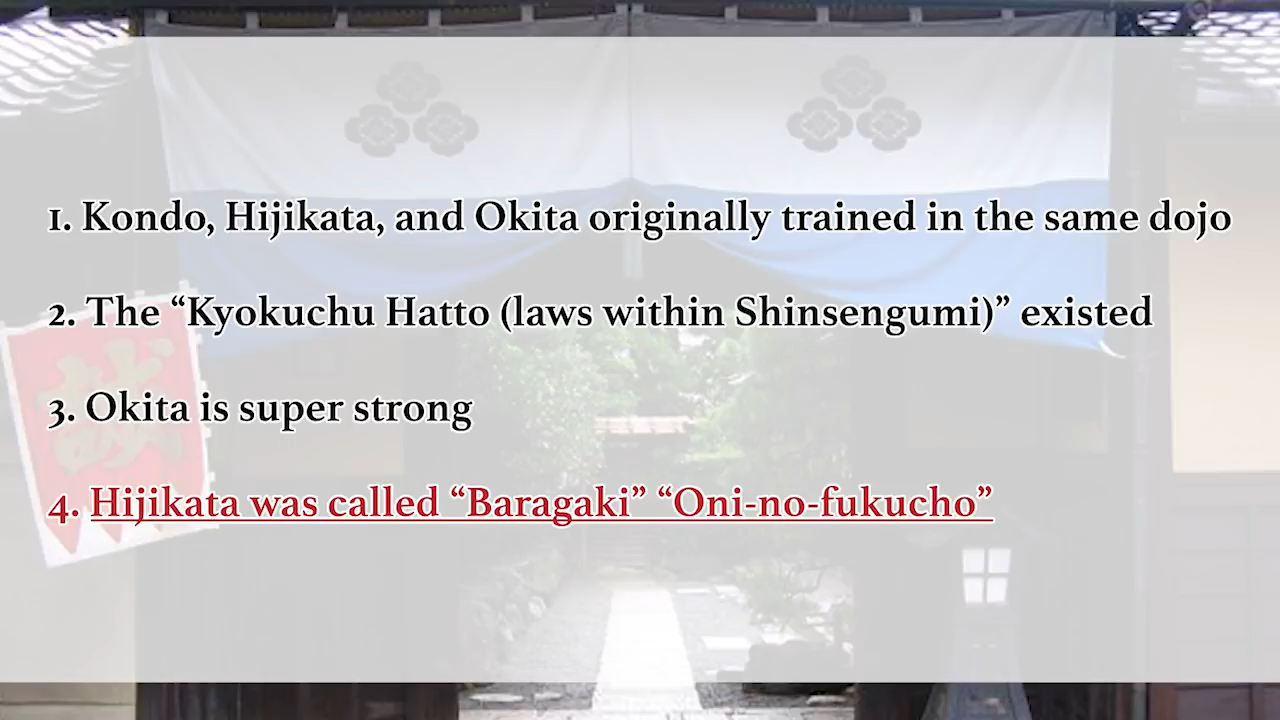 1. Kondo, Hijikata, and Okita originally trained in the same dojo
2. The “Kyokuchu Hatto (laws within Shinsengumi)” existed
3. Okita is super strong
4. Hijikata was called “Baragaki” “Oni-no-fukucho”
誠